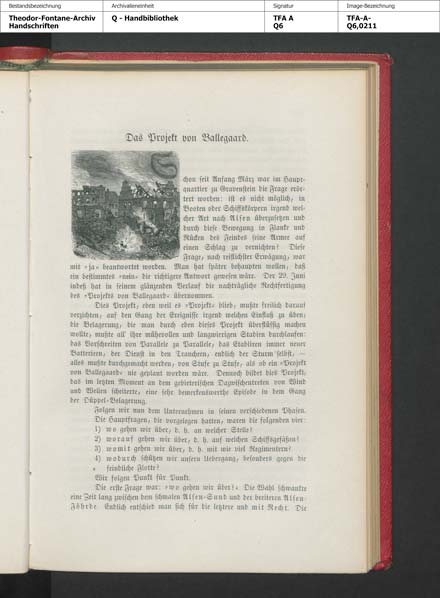 Bestandsbezeichnung
Theodor-Fontane-Archiv
Handschriften
Archivalieneinheit
Q - Handbibliothek
Signatur
TFA A
Q6
Image-Bezeichnung
TFA-A-
Q6,0211
Das Projekt von Ballegaard.
Schon seit Anfang März war im Haupt-
quartier zu Gravenstein die Frage erör-
tert worden: ist es nicht möglich, in
Booten oder Schiffskörpern irgend wel-
cher Art nach Alsen überzusetzen und
durch diese Bewegung in Flanke und
Rücken des Feindes seine Armee auf
einen Schlag zu vernichten? Diese
Frage, nach reiflichster Erwägung, war
mit »ja« beantwortet worden. Man hat später behaupten wollen, daß
ein bestimmtes »nein« die richtigere Antwort gewesen wäre. Der 29. Juni
indeß hat in seinem glänzenden Verlauf die nachträgliche Rechtfertigung
des »Projekts von Ballegaard« übernommen.
Dies Projekt, eben weil es »Projekt« blieb, mußte freilich darauf
verzichten, auf den Gang der Ereignisse irgend welchen Einfluß zu üben;
die Belagerung, die man durch eben dieses Projekt überflüssig machen
wollte, mußte all' ihre mühevollen und langwierigen Stadien durchlaufen:
das Vorschreiten von Parallele zu Parallele, das Etabliren immer neuer
Batterieen, der Dienst in den Tranchéen, endlich der Sturm selbst, —
alles mußte durchgemacht werden, von Stufe zu Stufe, als ob ein »Projekt
von Ballegaard« nie geplant worden wäre. Dennoch bildet dies Projekt,
das im letzten Moment an dem gebieterischen Dazwischentreten von Wind
und Wellen scheiterte, eine sehr bemerkenswerthe Episode in dem Gang
der Düppel-Belagerung.
Folgen wir nun dem Unternehmen in seinen verschiedenen Phasen.
Die Hauptfragen, die vorgelegen hatten, waren die folgenden vier:
1) wo gehen wir über, d. h. an welcher Stelle?
2) worauf gehen wir über, d. h. auf welchen Schiffsgefäßen?
3) womit gehen wir über, d. h. mit wie viel Regimentern?
4) wodurch schützen wir unsern Uebergang, besonders gegen die
feindliche Flotte?
Wir folgen Punkt für Punkt.
Die erste Frage war: »wo gehen wir über?« Die Wahl schwankte
eine Zeit lang zwischen dem schmalen Alsen-Sund und der breiteren Alsen-
Föhrde. Endlich entschied man sich für die letztere und mit Recht. Die